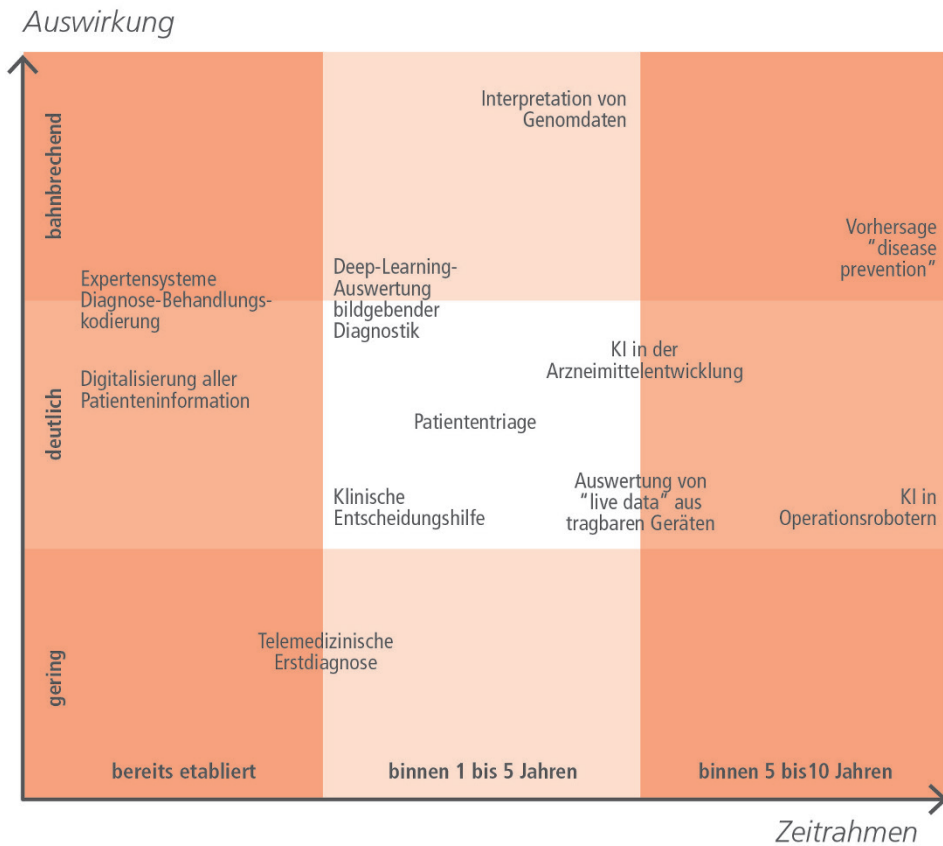 Auswirkung
bahnbrechend
deutlich
gering
Interpretation von
Genomdaten
Vorhersage
“disease
prevention“
Expertensysteme
Diagnose-Behandlungs-
kodierung
Deep-Learning-
Auswertung
bildgebender
Diagnostik
KI in der
Arzneimittelentwicklung
Digitalisierung aller
Patienteninformation
Patiententriage
Klinische
Entscheidungshilfe
Auswertung von
“live data“ aus
tragbaren Geräten
KI in
Operationsrobotern
Telemedizinische
Erstdiagnose
bereits etabliert
binnen 1 bis 5 Jahren
binnen 5 bis10 Jahren
Zeitrahmen